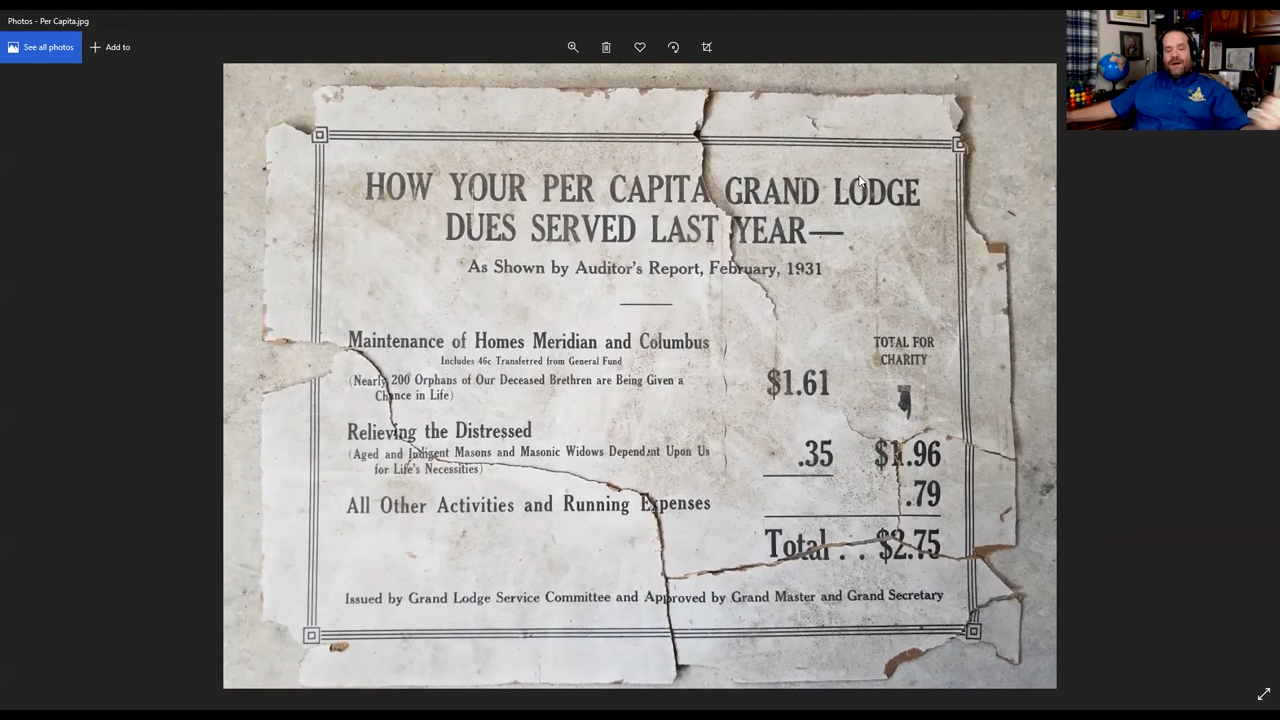 Photos - Per Capita.jpg
See all photos
Add to
HOW YOUR PER CAPITA GRAND LODGE
DUES SERVED LAST YEAR—
As Shown by Auditor's Report, February, 1931
Maintenance of Homes Meridian and Columbus
Includes 46c Transferred from General Fund
(Nearly 200 Orphans of Our Deceased Brethren are Being Given a
Chance in Life)
$1.61
TOTAL FOR
CHARITY
Relieving the Distressed
(Aged and Indigent Masons and Masonic Widows Dependent Upon Us
for Life's Necessities)
.35 $1.96
All Other Activities and Running Expenses
.79
Total . . $2.75
Issued by Grand Lodge Service Committee and Approved by Grand Master and Grand Secretary